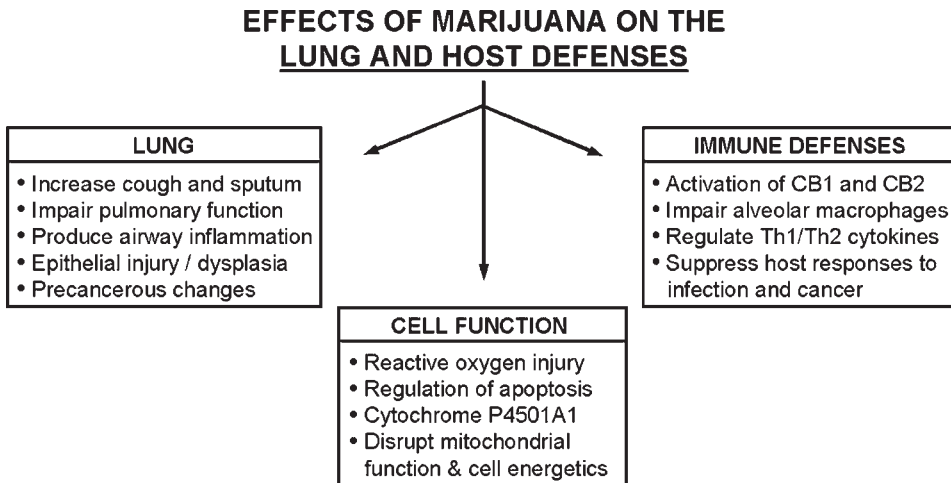 EFFECTS OF MARIJUANA ON THE
LUNG AND HOST DEFENSES
LUNG
• Increase cough and sputum
• Impair pulmonary function
• Produce airway inflammation
• Epithelial injury / dysplasia
• Precancerous changes
IMMUNE DEFENSES
• Activation of CB1 and CB2
• Impair alveolar macrophages
• Regulate Th1/Th2 cytokines
• Suppress host responses to
infection and cancer
CELL FUNCTION
• Reactive oxygen injury
• Regulation of apoptosis
• Cytochrome P4501A1
• Disrupt mitochondrial
function & cell energetics